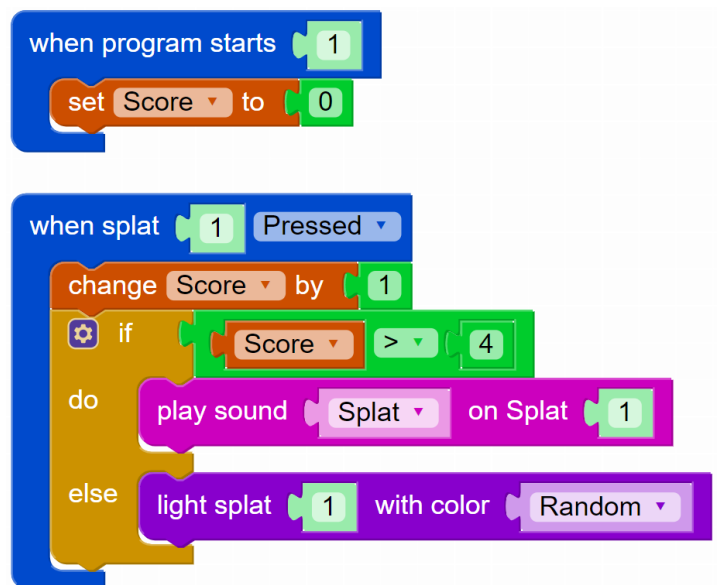 when program starts 1
set Score ▾ to 0
when splat 1 Pressed ▾
change Score ▾ by 1
if Score ▾ > ▾ 4
do play sound Splat ▾ on Splat 1
else light splat 1 with color Random ▾